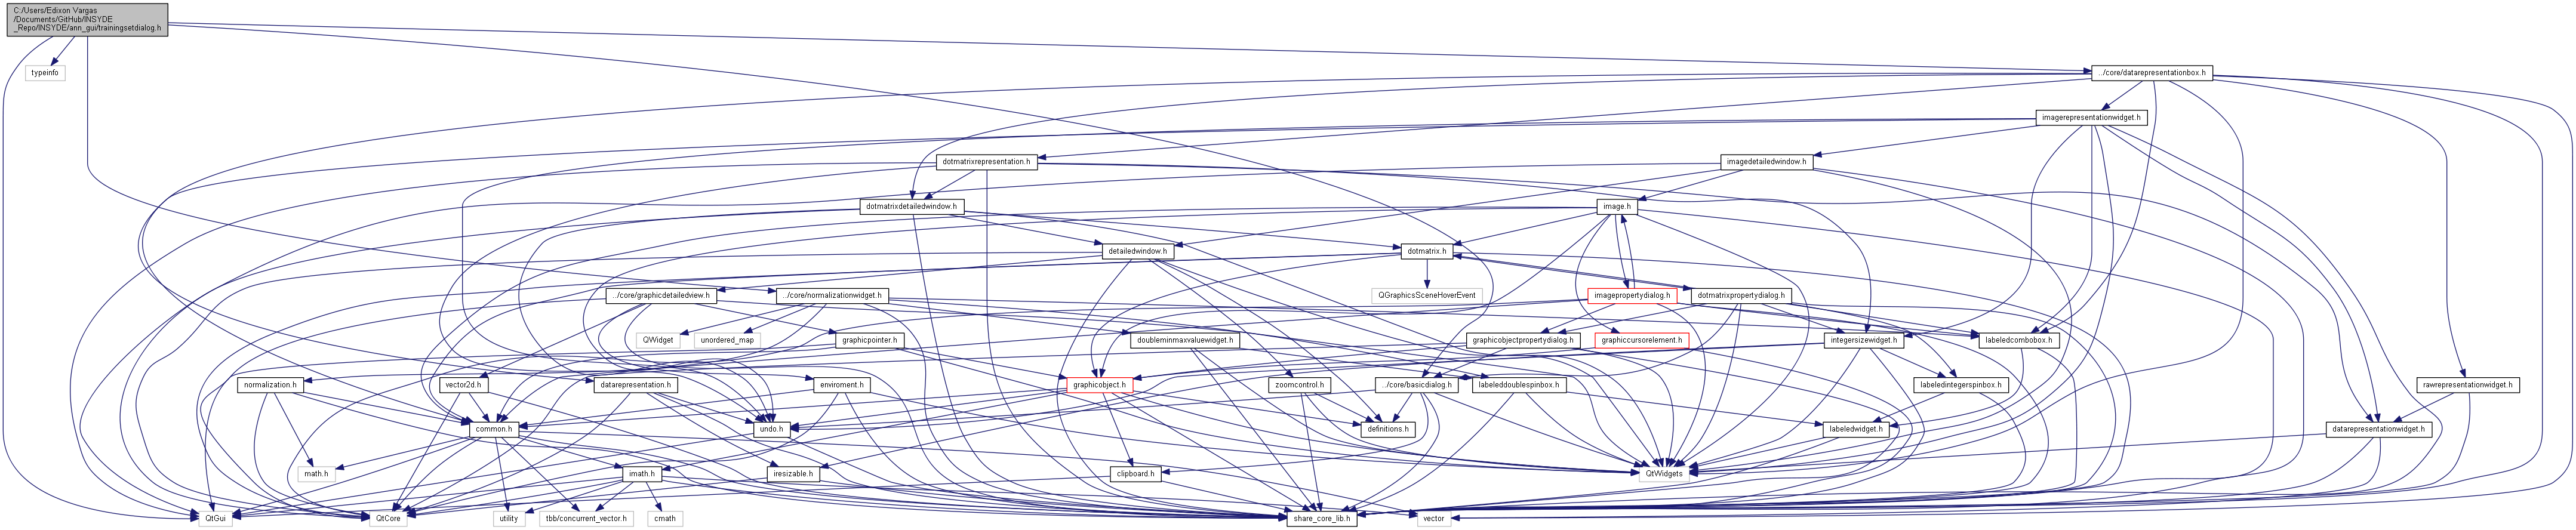 C:/Users/Edixon Vargas
/Documents/GitHub/INSYDE
_Repo/INSYDE/ann_gui/trainingsetdialog.h
typeinfo
../core/datarepresentationbox.h
imagerepresentationwidget.h
dotmatrixrepresentation.h
imagedetailedwindow.h
dotmatrixdetailedwindow.h
image.h
detailedwindow.h
dotmatrix.h
../core/graphicdetailedview.h
../core/normalizationwidget.h
QGraphicsSceneHoverEvent
imagepropertydialog.h
dotmatrixpropertydialog.h
QWidget
unordered_map
graphicpointer.h
doubleminmaxvaluewidget.h
graphicobjectpropertydialog.h
graphiccursorelement.h
integersizewidget.h
labeledcombobox.h
normalization.h
vector2d.h
datarepresentation.h
enviroment.h
graphicobject.h
zoomcontrol.h
../core/basicdialog.h
labeleddoublespinbox.h
labeledintegerspinbox.h
rawrepresentationwidget.h
common.h
undo.h
definitions.h
labeledwidget.h
datarepresentationwidget.h
math.h
imath.h
iresizable.h
clipboard.h
QtWidgets
QtGui
QtCore
utility
tbb/concurrent_vector.h
cmath
share_core_lib.h
vector